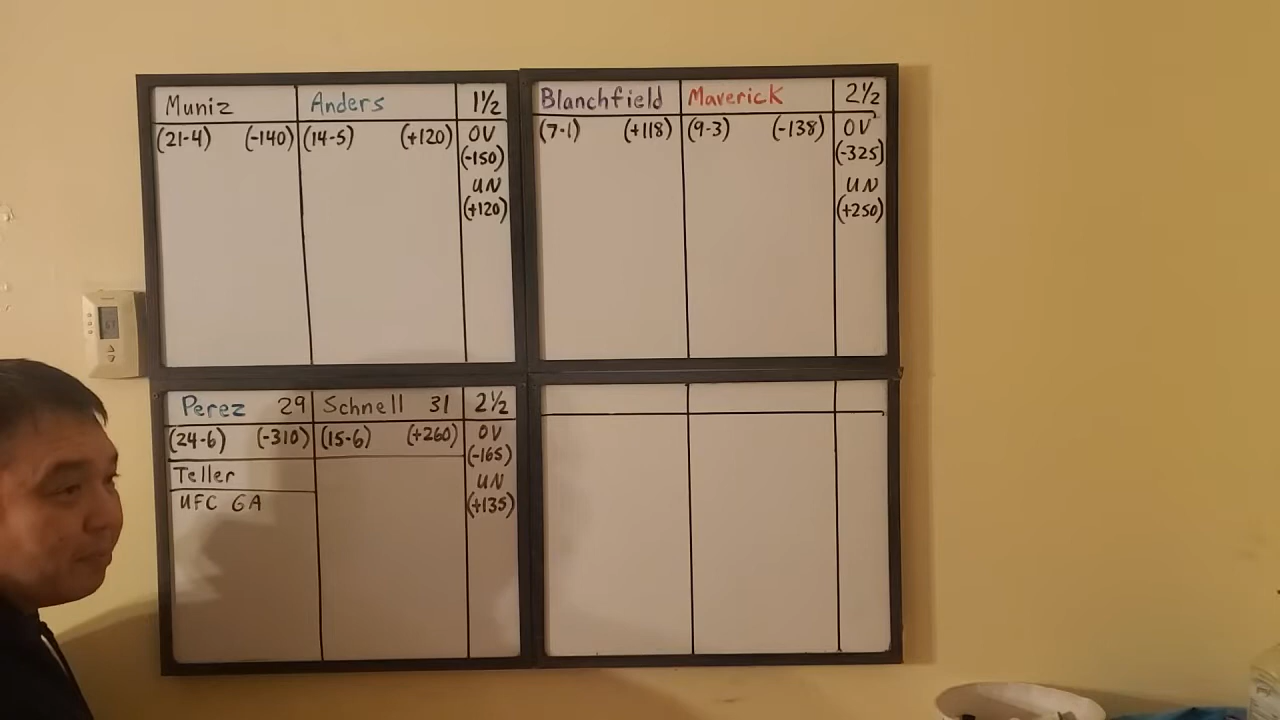 Muniz Anders 1½
(21-4) (-140) (14-5) (+120) OV
(-150)
UN
(+120)
Blanchfield Maverick 2½
(7-1) (+118) (9-3) (-138) OV
(-325)
UN
(+250)
Perez 29 Schnell 31 2½
(24-6) (-310) (15-6) (+260) OV
(-165)
Teller
UN
UFC GA (+135)